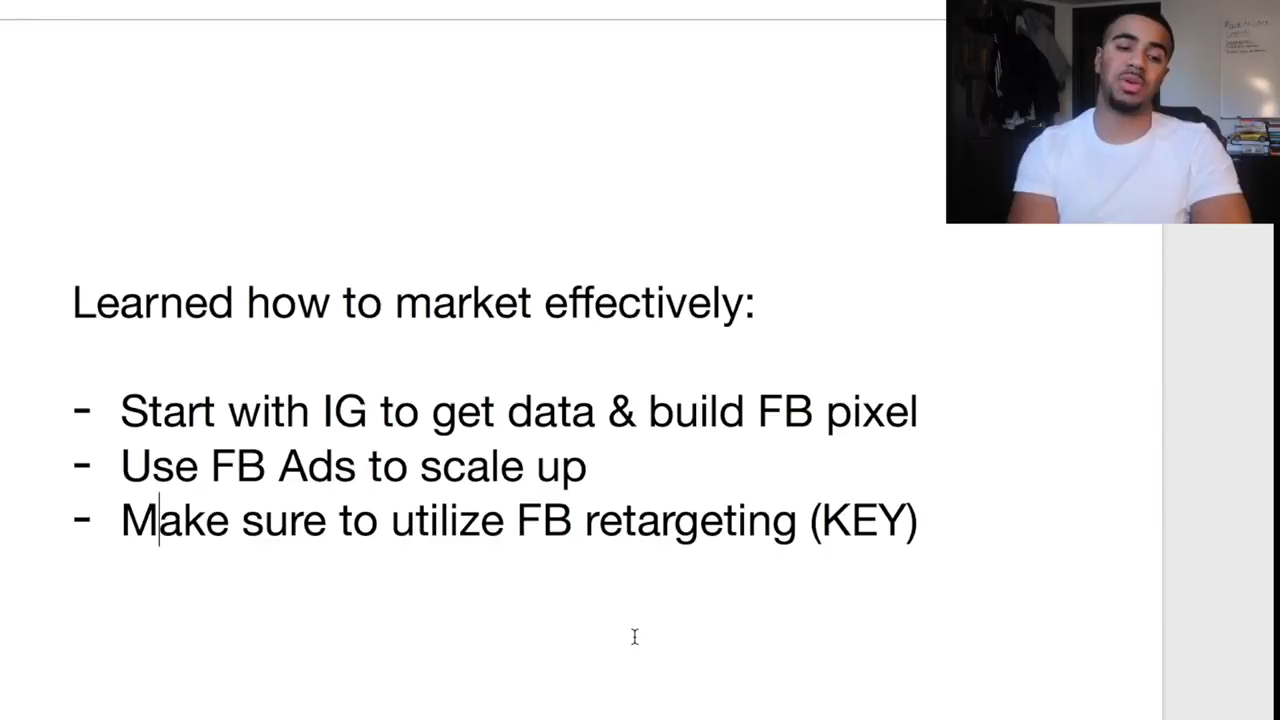 Learned how to market effectively:
- Start with IG to get data & build FB pixel
- Use FB Ads to scale up
- Make sure to utilize FB retargeting (KEY)